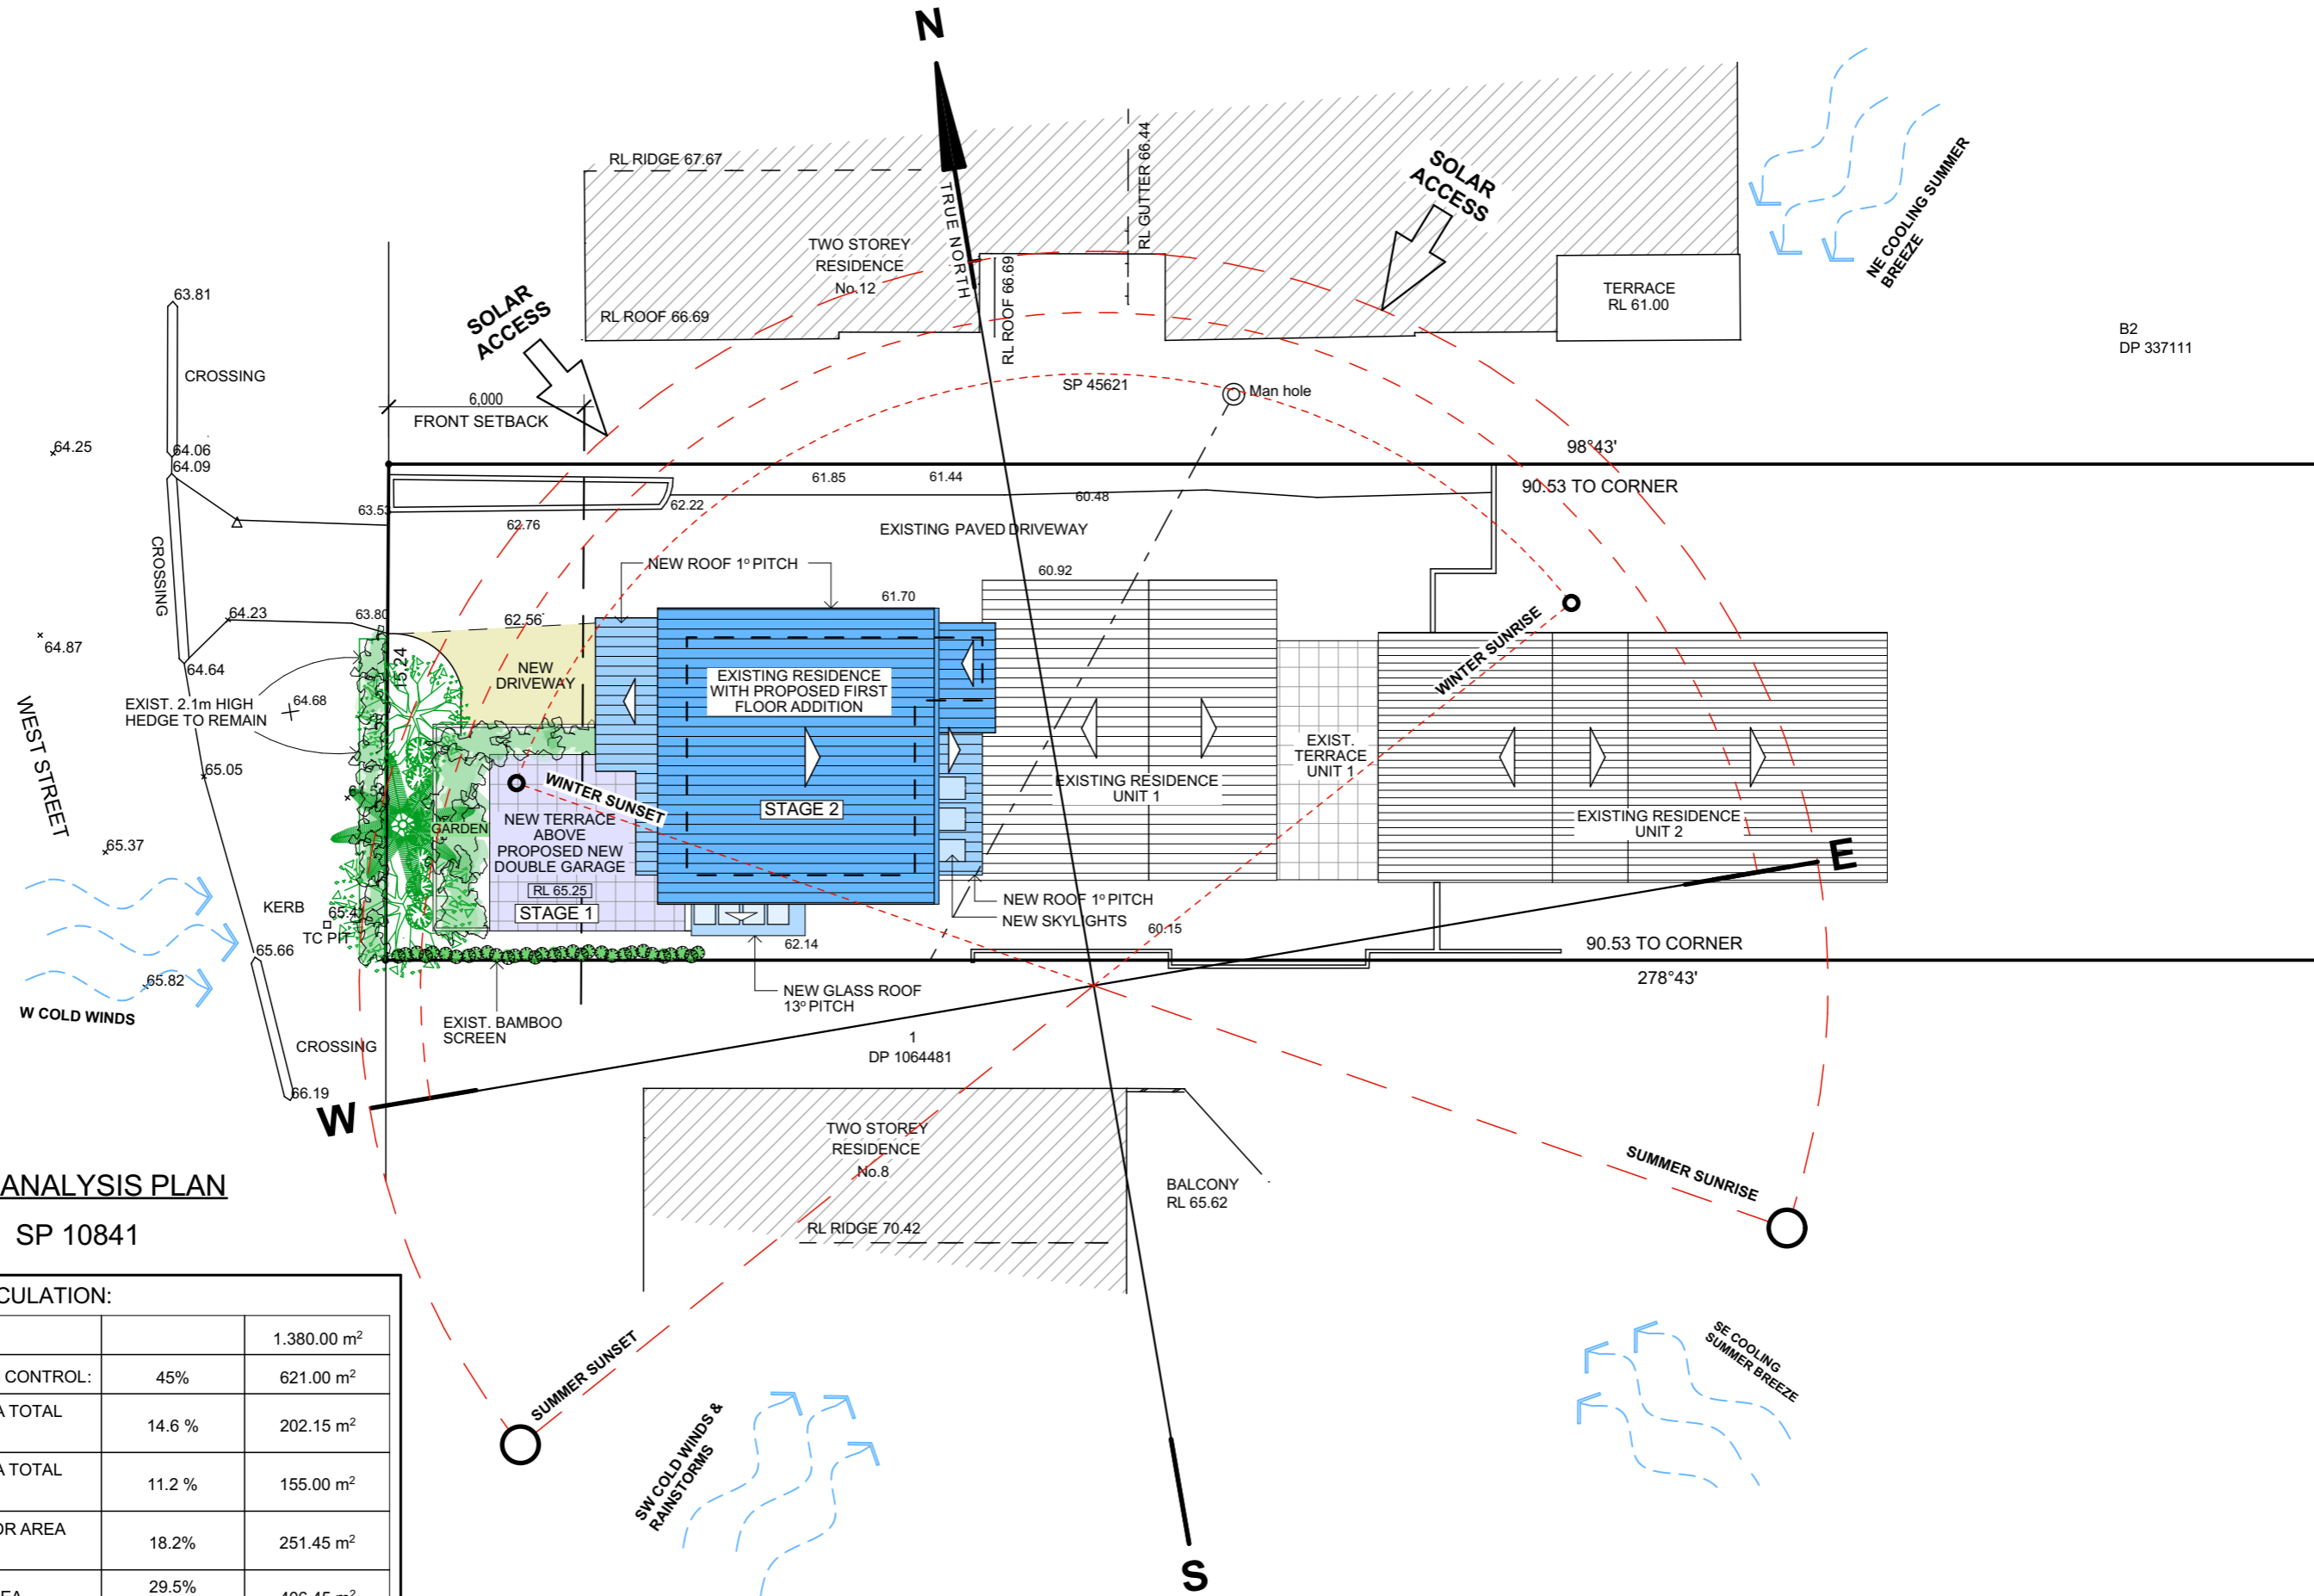 N
TRUE NORTH
RL RIDGE 67.67
RL GUTTER 66.44
SOLAR
ACCESS
NE COOLING SUMMER
BREEZE
TWO STOREY
RESIDENCE
No.12
RL ROOF 66.69
RL ROOF 66.69
TERRACE
RL 61.00
B2
DP 337111
SOLAR
ACCESS
63.81
CROSSING
6,000
FRONT SETBACK
SP 45621
Man hole
64.25
64.06
64.09
98°43'
90.53 TO CORNER
61.85
61.44
60.48
63.53
62.22
62.76
EXISTING PAVED DRIVEWAY
CROSSING
NEW ROOF 1º PITCH
60.92
61.70
64.23
63.80
62.56
64.87
64.64
15.24
NEW
DRIVEWAY
EXISTING RESIDENCE
WITH PROPOSED FIRST
FLOOR ADDITION
WINTER SUNRISE
EXIST. 2.1m HIGH
HEDGE TO REMAIN
64.68
WEST STREET
65.05
WINTER SUNSET
EXISTING RESIDENCE
UNIT 1
EXIST.
TERRACE
UNIT 1
EXISTING RESIDENCE
UNIT 2
STAGE 2
GARDEN
NEW TERRACE
ABOVE
PROPOSED NEW
DOUBLE GARAGE
RL 65.25
STAGE 1
65.37
E
KERB
TC PIT
65.66
65.82
W COLD WINDS
NEW ROOF 1º PITCH
NEW SKYLIGHTS
62.14
60.15
90.53 TO CORNER
278°43'
NEW GLASS ROOF
13º PITCH
EXIST. BAMBOO
SCREEN
CROSSING
66.19
W
1
DP 1064481
TWO STOREY
RESIDENCE
No.8
RL RIDGE 70.42
BALCONY
RL 65.62
SUMMER SUNRISE
SUMMER SUNSET
SW COLD WINDS &
RAINSTORMS
SE COOLING
SUMMER BREEZE
S
ANALYSIS PLAN
SP 10841
CULATION:
1.380.00 m²
CONTROL: 45% 621.00 m²
A TOTAL 14.6 % 202.15 m²
A TOTAL 11.2 % 155.00 m²
OR AREA 18.2% 251.45 m²
29.5%